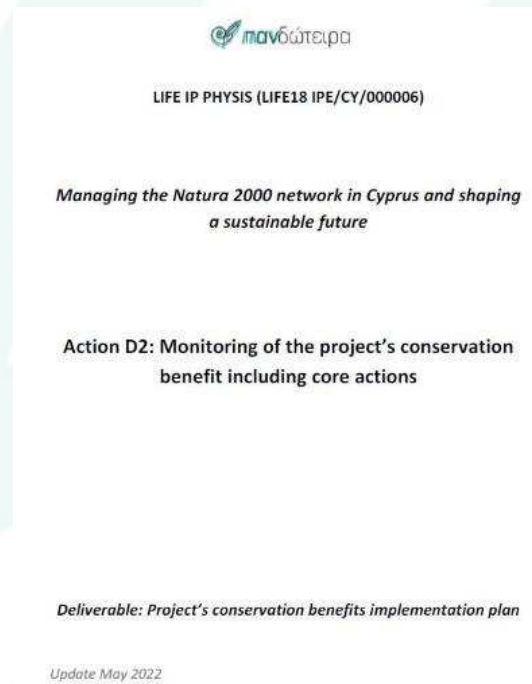 πανδώτειρα
LIFE IP PHYSIS (LIFE18 IPE/CY/000006)
Managing the Natura 2000 network in Cyprus and shaping
a sustainable future
Action D2: Monitoring of the project’s conservation
benefit including core actions
Deliverable: Project’s conservation benefits implementation plan
Update May 2022